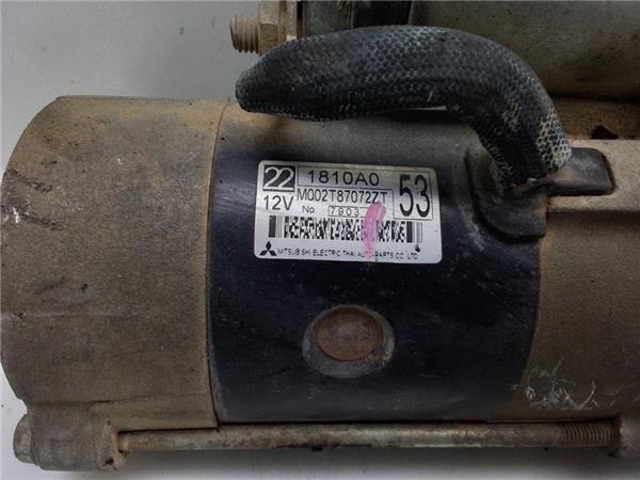 22 1810A0
12V M002T87072ZT 53
No 7903
MITSUBISHI ELECTRIC THAI AUTO-PARTS CO.,LTD.